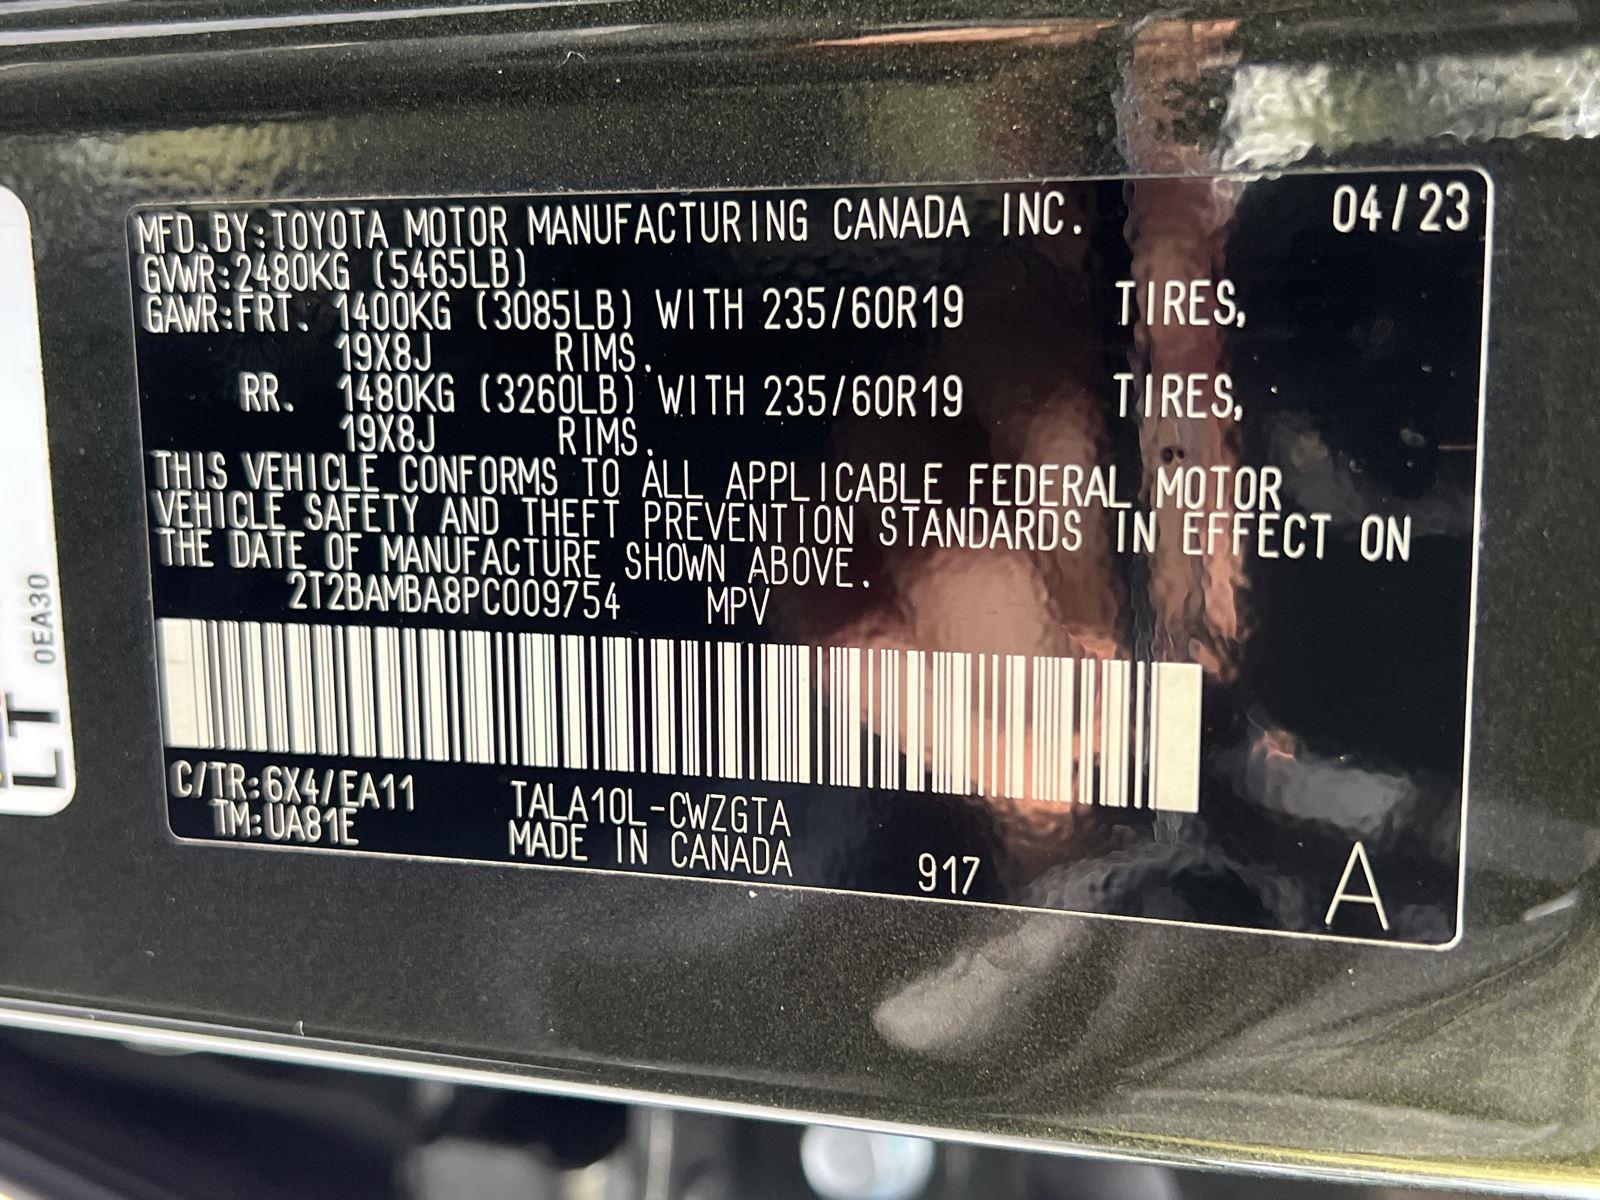 MFD. BY: TOYOTA MOTOR MANUFACTURING CANADA INC. 04/23
GVWR: 2480KG (5465LB)
GAWR: FRT. 1400KG (3085LB) WITH 235/60R19 TIRES,
19X8J RIMS.
RR. 1480KG (3260LB) WITH 235/60R19 TIRES,
19X8J RIMS.
THIS VEHICLE CONFORMS TO ALL APPLICABLE FEDERAL MOTOR
VEHICLE SAFETY AND THEFT PREVENTION STANDARDS IN EFFECT ON
THE DATE OF MANUFACTURE SHOWN ABOVE.
2T2BAMBA8PC009754 MPV
C/TR: 6X4/EA11 TALA10L-CWZGTA
TM: UA81E MADE IN CANADA 917 A
0EA30
LT